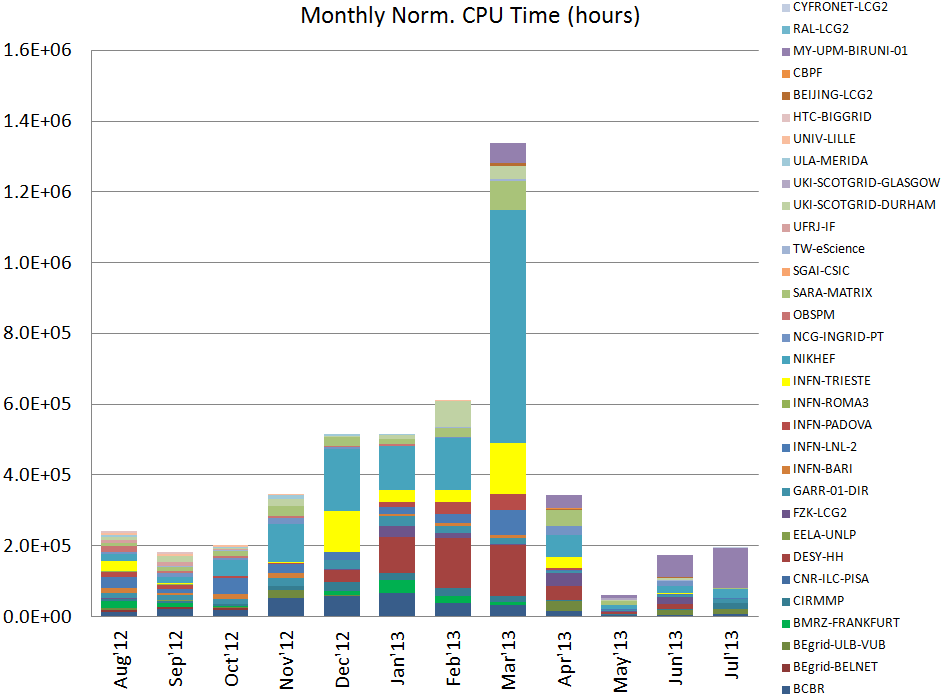 Monthly Norm. CPU Time (hours)
1.6E+06
1.4E+06
1.2E+06
1.0E+06
8.0E+05
6.0E+05
4.0E+05
2.0E+05
0.0E+00
Aug'12
Sep'12
Oct'12
Nov'12
Dec'12
Jan'13
Feb'13
Mar'13
Apr'13
May'13
Jun'13
Jul'13
CYFRONET-LCG2
RAL-LCG2
MY-UPM-BIRUNI-01
CBPF
BEIJING-LCG2
HTC-BIGGRID
UNIV-LILLE
ULA-MERIDA
UKI-SCOTGRID-GLASGOW
UKI-SCOTGRID-DURHAM
UFRJ-IF
TW-eScience
SGAI-CSIC
SARA-MATRIX
OBSPM
NCG-INGRID-PT
NIKHEF
INFN-TRIESTE
INFN-ROMA3
INFN-PADOVA
INFN-LNL-2
INFN-BARI
GARR-01-DIR
FZK-LCG2
EELA-UNLP
DESY-HH
CNR-ILC-PISA
CIRMMP
BMRZ-FRANKFURT
BEgrid-ULB-VUB
BEgrid-BELNET
BCBR